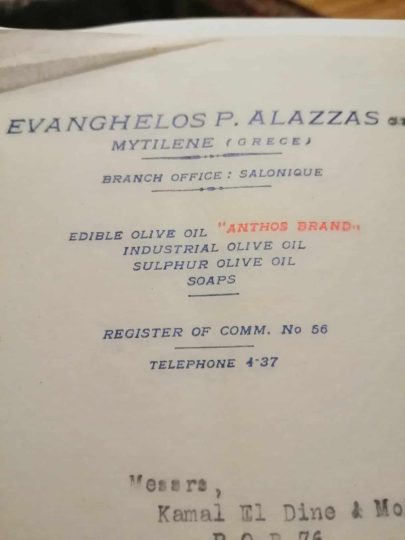 EVANGHELOS P. ALAZZAS
MYTILENE (GRECE)
BRANCH OFFICE : SALONIQUE
EDIBLE OLIVE OIL "ANTHOS BRAND"
INDUSTRIAL OLIVE OIL
SULPHUR OLIVE OIL
SOAPS
REGISTER OF COMM. No 56
TELEPHONE 4-37
Messrs,
Kamal El Dine & Mo
P.O.B 76